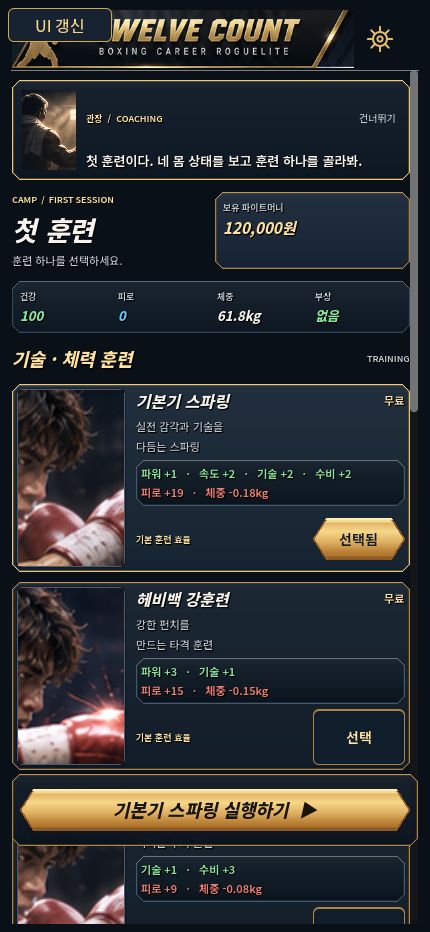 UI 갱신
WELVE COUNT
BOXING CAREER ROGUELITE
관장 / COACHING
건너뛰기
첫 훈련이다. 네 몸 상태를 보고 훈련 하나를 골라봐.
CAMP / FIRST SESSION
첫 훈련
훈련 하나를 선택하세요.
보유 파이트머니
120,000원
건강 피로 체중 부상
100 0 61.8kg 없음
기술 · 체력 훈련
TRAINING
기본기 스파링
무료
실전 감각과 기술을
다듬는 스파링
파워 +1 · 속도 +2 · 기술 +2 · 수비 +2
피로 +19 · 체중 -0.18kg
기본 훈련 효율
선택됨
헤비백 강훈련
무료
강한 펀치를
만드는 타격 훈련
파워 +3 · 기술 +1
피로 +15 · 체중 -0.15kg
기본 훈련 효율
선택
기본기 스파링 실행하기 ▶
기술 +1 · 수비 +3
피로 +9 · 체중 -0.08kg